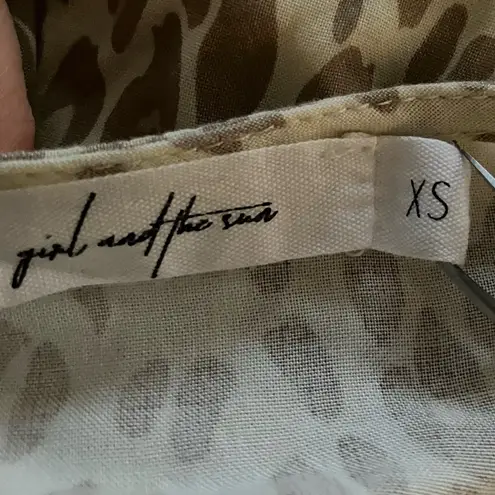 girl and the sun
XS